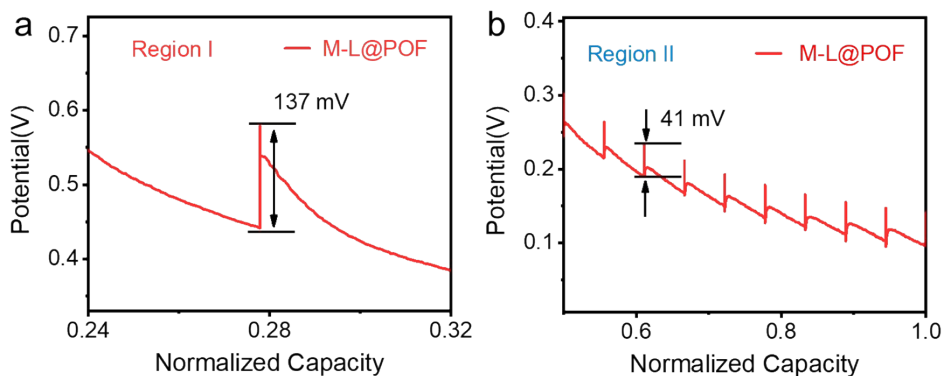 a
Region I
M-L@POF
137 mV
Potential(V)
0.7
0.6
0.5
0.4
0.24
0.28
0.32
Normalized Capacity
b
Region II
M-L@POF
41 mV
Potential(V)
0.4
0.3
0.2
0.1
0.6
0.8
1.0
Normalized Capacity